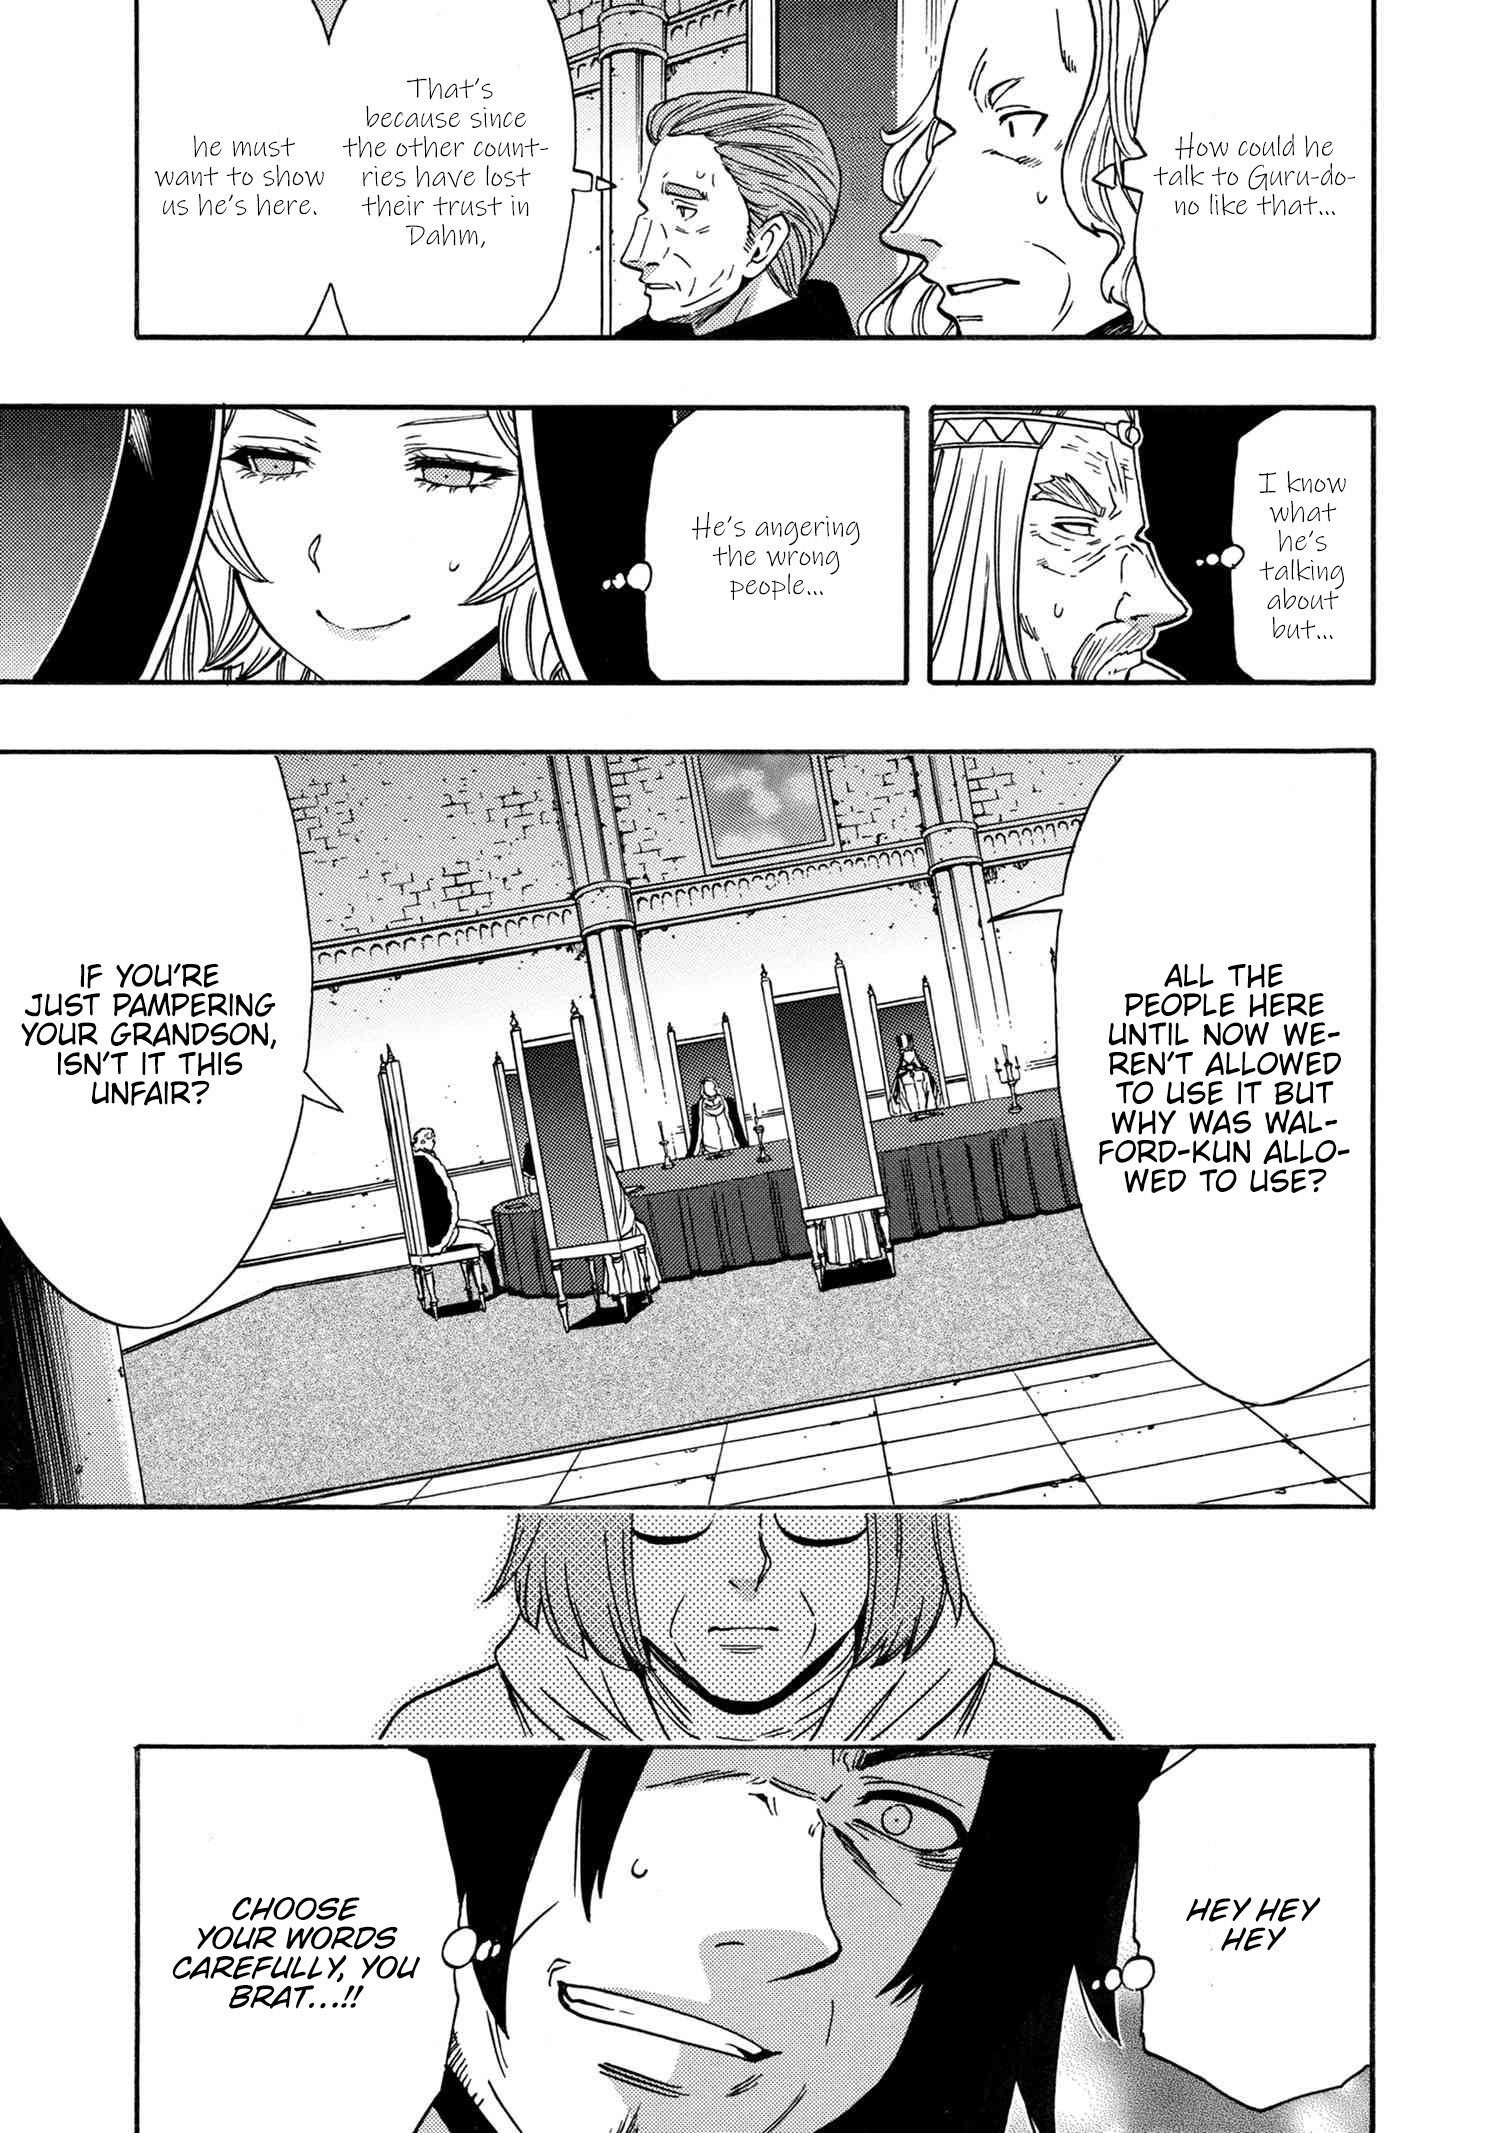 How could he
talk to Guru-do-
no like that...
That's
because since
the other count-
ries have lost
their trust in
Dahm,
he must
want to show
us he's here.
I know
what
he's
talking
about
but...
He's angering
the wrong
people...
ALL THE
PEOPLE HERE
UNTIL NOW WE-
REN'T ALLOWED
TO USE IT BUT
WHY WAS WAL-
FORD-KUN ALLO-
WED TO USE?
IF YOU'RE
JUST PAMPERING
YOUR GRANDSON,
ISN'T IT THIS
UNFAIR?
HEY HEY
HEY
CHOOSE
YOUR WORDS
CAREFULLY, YOU
BRAT...!!